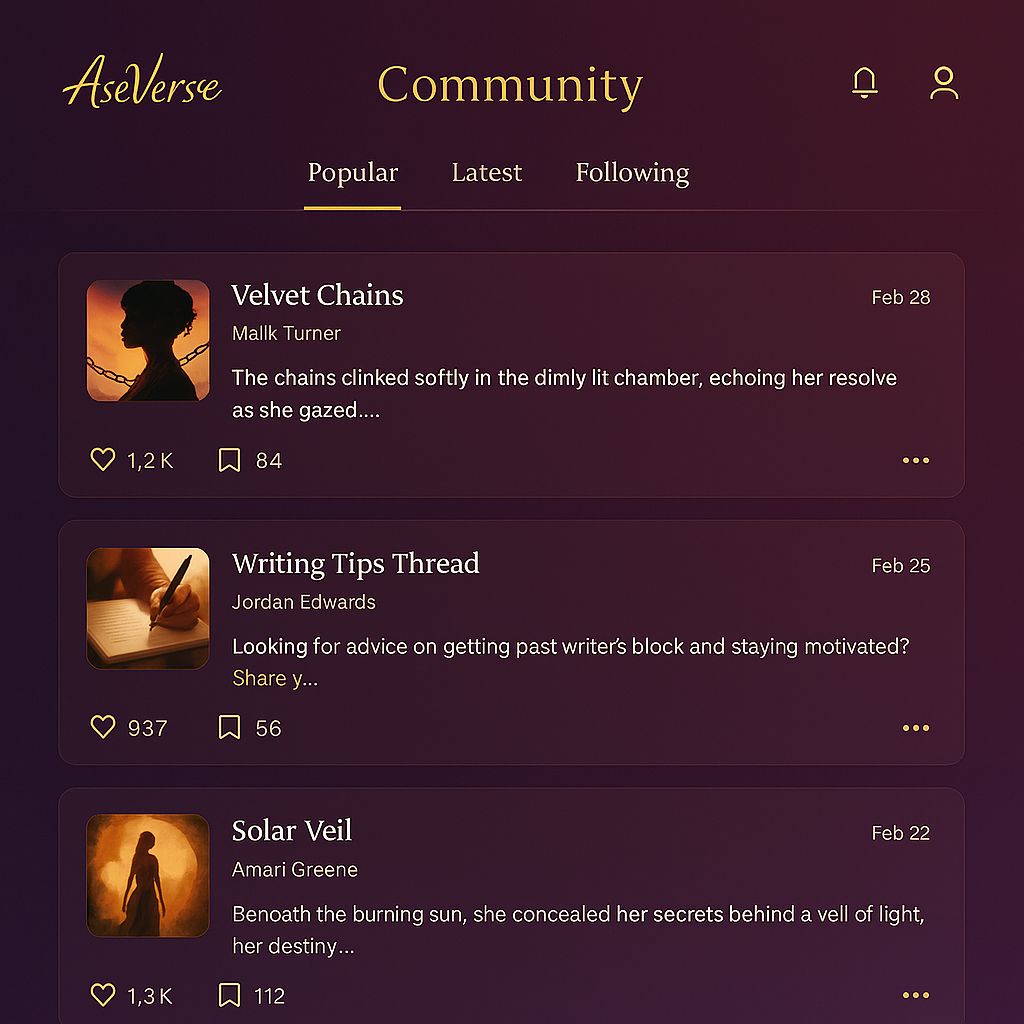 AseVerse
Community
Popular Latest Following
Velvet Chains
Feb 28
Mallk Turner
The chains clinked softly in the dimly lit chamber, echoing her resolve
as she gazed....
1,2 K 84
Writing Tips Thread
Feb 25
Jordan Edwards
Looking for advice on getting past writer's block and staying motivated?
Share y...
937 56
Solar Veil
Feb 22
Amari Greene
Benoath the burning sun, she concealed her secrets behind a vell of light,
her destiny...
1,3 K 112